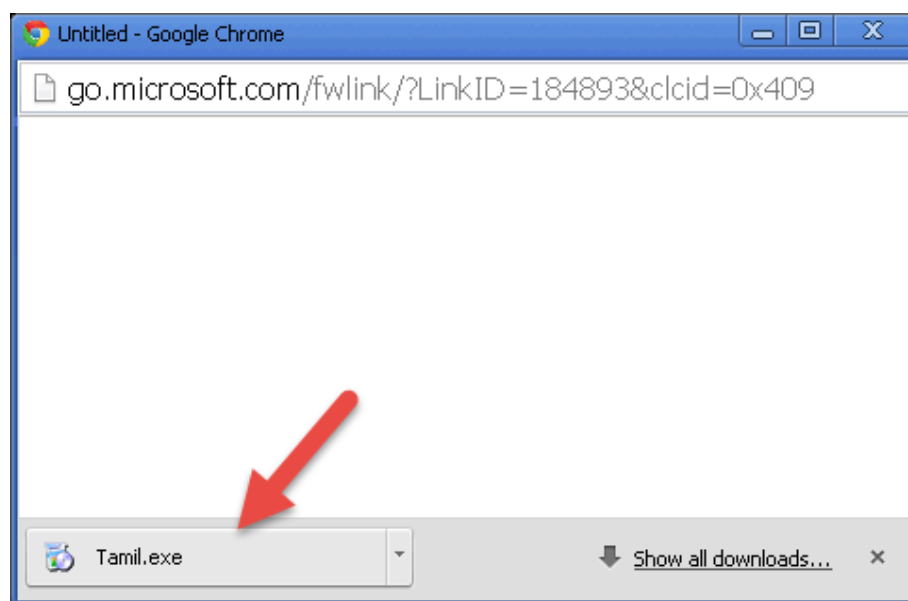 Untitled - Google Chrome
go.microsoft.com/fwlink/?LinkID=184893&clcid=0x409
Tamil.exe
Show all downloads...